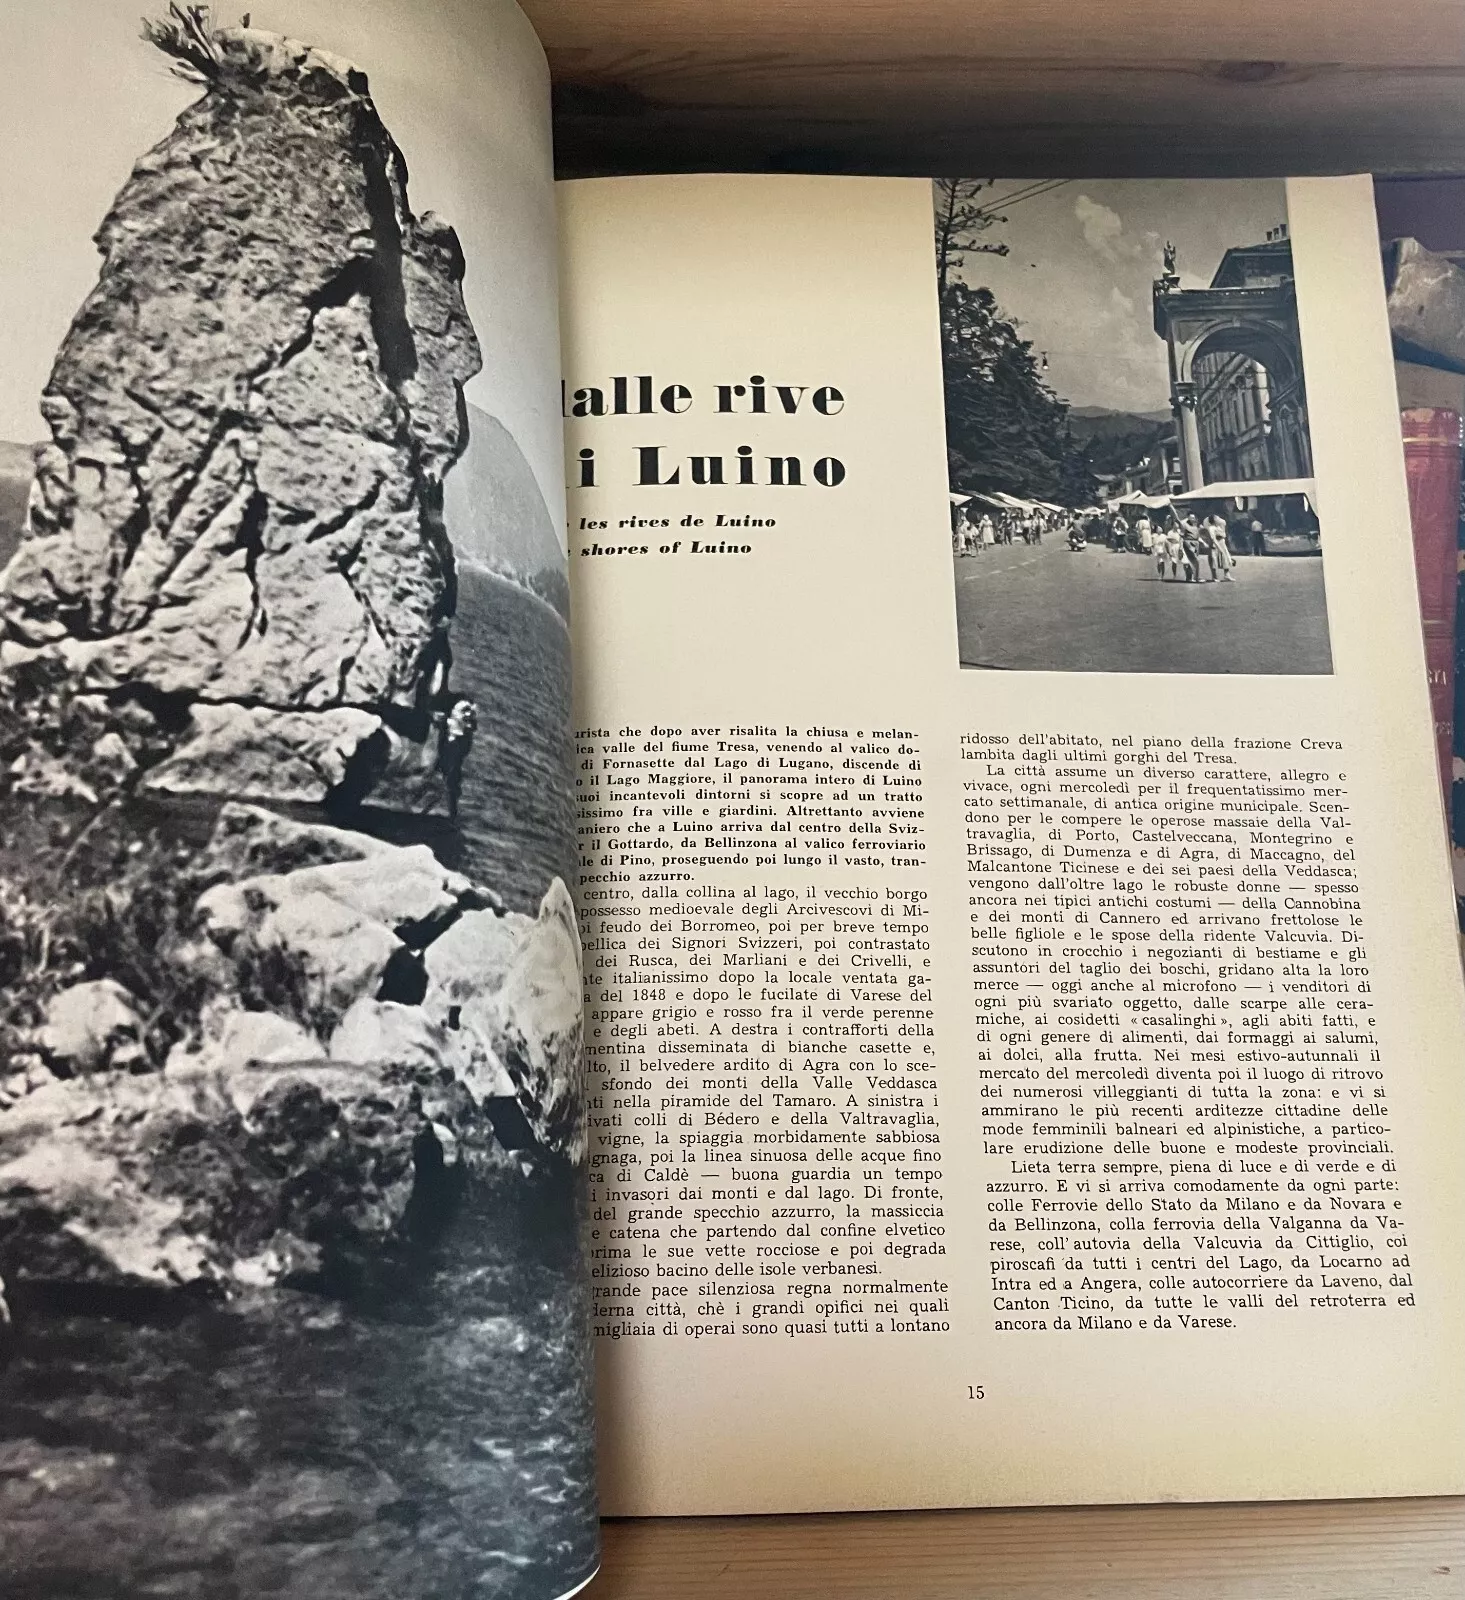 alle rive
i Luino
les rives de Luino
shores of Luino
che dopo aver risalita la chiusa e melan-
valle del fiume Tresa, venendo al valico do-
di Fornasette dal Lago di Lugano, discende di
il Lago Maggiore, il panorama intero di Luino
incantevoli dintorni si scopre ad un tratto
fra ville e giardini. Altrettanto avviene
che a Luino arriva dal centro della Sviz-
il Gottardo, da Bellinzona al valico ferroviario
di Pino, proseguendo poi lungo il vasto, tran-
pecchio azzurro.
centro, dalla collina al lago, il vecchio borgo
possesso medioevale degli Arcivescovi di Mi-
feudo dei Borromeo, poi per breve tempo
dei Signori Svizzeri, poi contrastato
dei Rusca, dei Marliani e dei Crivelli, e
italianissimo dopo la locale ventata ga-
del 1848 e dopo le fucilate di Varese del
appare grigio e rosso fra il verde perenne
e degli abeti. A destra i contrafforti della
mentina disseminata di bianche casette e,
il belvedere ardito di Agra con lo sce-
sfondo dei monti della Valle Veddasca
nella piramide del Tamaro. A sinistra i
colli di Bédero e della Valtravaglia,
vigne, la spiaggia morbidamente sabbiosa
poi la linea sinuosa delle acque fino
di Caldè — buona guardia un tempo
invasori dai monti e dal lago. Di fronte,
del grande specchio azzurro, la massiccia
e catena che partendo dal confine elvetico
le sue vette rocciose e poi degrada
bacino delle isole verbanesi.
pace silenziosa regna normalmente
città, chè i grandi opifici nei quali
migliaia di operai sono quasi tutti a lontano
ridosso dell'abitato, nel piano della frazione Creva
lambita dagli ultimi gorghi del Tresa.
La città assume un diverso carattere, allegro e
vivace, ogni mercoledì per il frequentatissimo mer-
cato settimanale, di antica origine municipale. Scen-
dono per le compere le operose massaie della Val-
travaglia, di Porto, Castelveccana, Montegrino e
Brissago, di Dumenza e di Agra, di Maccagno, del
Malcantone Ticinese e dei sei paesi della Veddasca;
vengono dall'oltre lago le robuste donne — spesso
ancora nei tipici antichi costumi — della Cannobina
e dei monti di Cannero ed arrivano frettolose le
belle figliole e le spose della ridente Valcuvia. Di-
scutono in crocchio i negozianti di bestiame e gli
assuntori del taglio dei boschi, gridano alta la loro
merce — oggi anche al microfono — i venditori di
ogni più svariato oggetto, dalle scarpe alle cera-
miche, ai cosidetti « casalinghi », agli abiti fatti, e
di ogni genere di alimenti, dai formaggi ai salumi,
ai dolci, alla frutta. Nei mesi estivo-autunnali il
mercato del mercoledì diventa poi il luogo di ritrovo
dei numerosi villeggianti di tutta la zona: e vi si
ammirano le più recenti arditezze cittadine delle
mode femminili balneari ed alpinistiche, a partico-
lare erudizione delle buone e modeste provinciali.
Lieta terra sempre, piena di luce e di verde e di
azzurro. E vi si arriva comodamente da ogni parte:
colle Ferrovie dello Stato da Milano e da Novara e
da Bellinzona, colla ferrovia della Valganna da Va-
rese, coll'autovia della Valcuvia da Cittiglio, coi
piroscafi da tutti i centri del Lago, da Locarno ad
Intra ed a Angera, colle autocorriere da Laveno, dal
Canton Ticino, da tutte le valli del retroterra ed
ancora da Milano e da Varese.
15